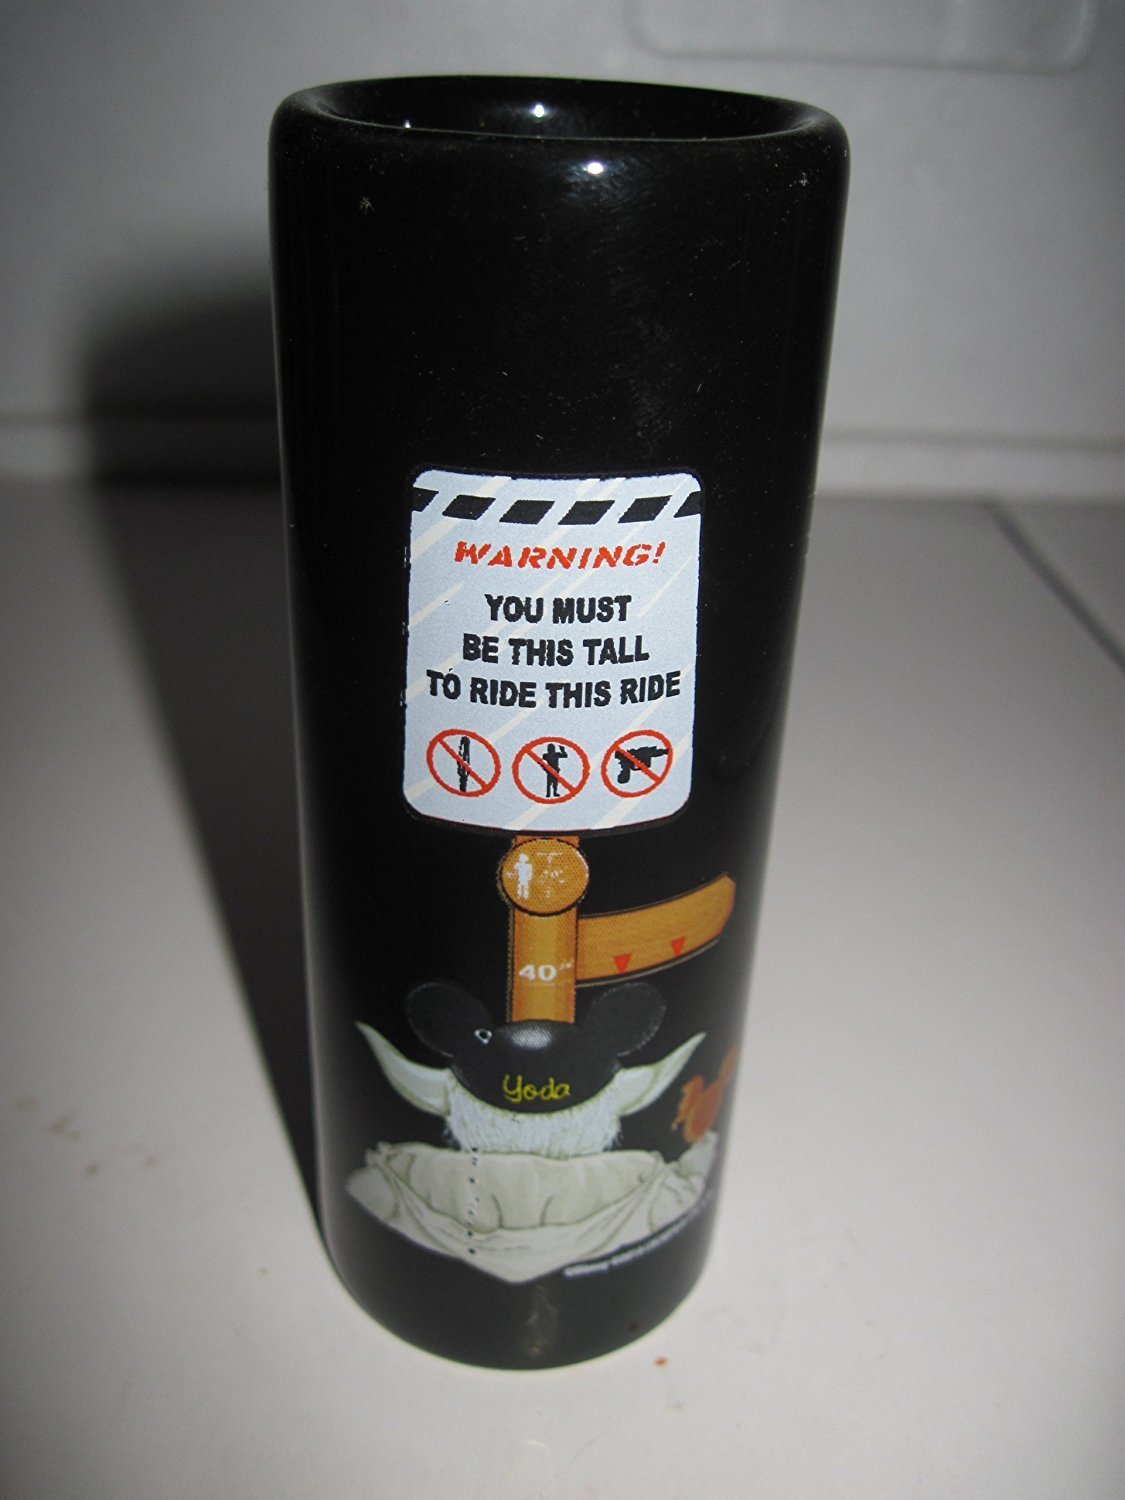 WARNING!
YOU MUST
BE THIS TALL
TO RIDE THIS RIDE
40"
Yoda